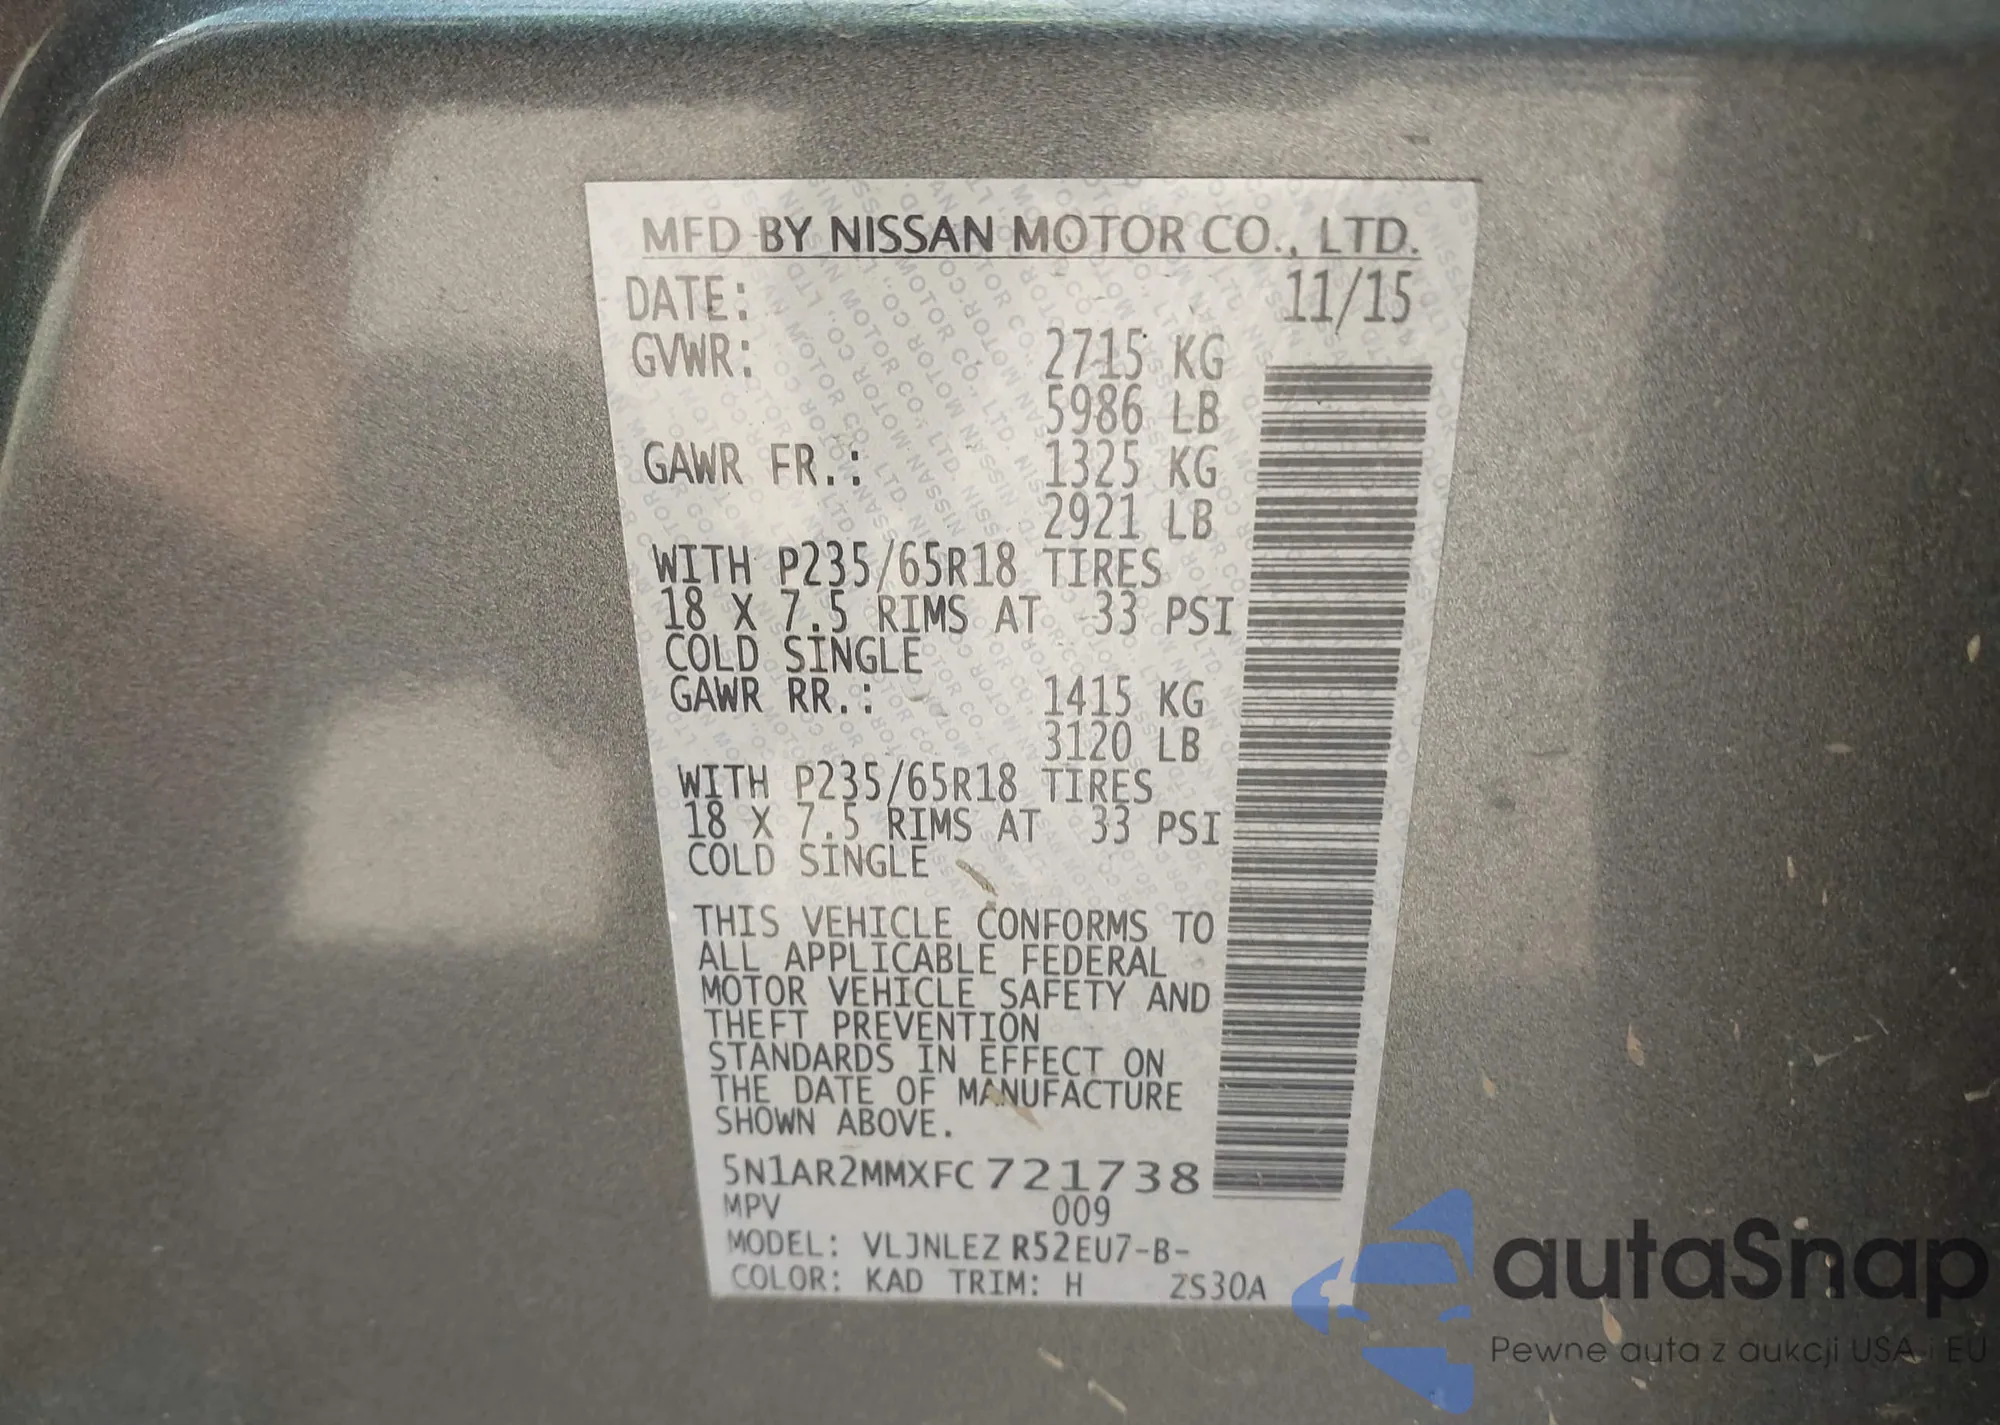 MFD BY NISSAN MOTOR CO., LTD.
DATE: 11/15
GVWR: 2715 KG
5986 LB
GAWR FR.: 1325 KG
2921 LB
WITH P235/65R18 TIRES
18 X 7.5 RIMS AT 33 PSI
COLD SINGLE
GAWR RR.: 1415 KG
3120 LB
WITH P235/65R18 TIRES
18 X 7.5 RIMS AT 33 PSI
COLD SINGLE
THIS VEHICLE CONFORMS TO
ALL APPLICABLE FEDERAL
MOTOR VEHICLE SAFETY AND
THEFT PREVENTION
STANDARDS IN EFFECT ON
THE DATE OF MANUFACTURE
SHOWN ABOVE.
5N1AR2MMXFC721738
MPV 009
MODEL: VLJNLEZ R52EU7-B-
COLOR: KAD TRIM: H ZS30A
autaSnap
Pewne auta z aukcji USA i EU